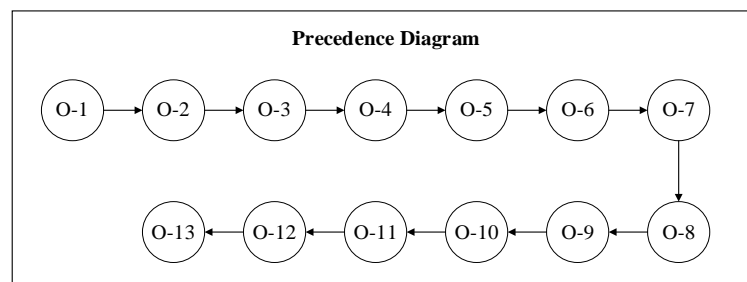 Precedence Diagram
O-1 O-2 O-3 O-4 O-5 O-6 O-7
O-13 O-12 O-11 O-10 O-9 O-8